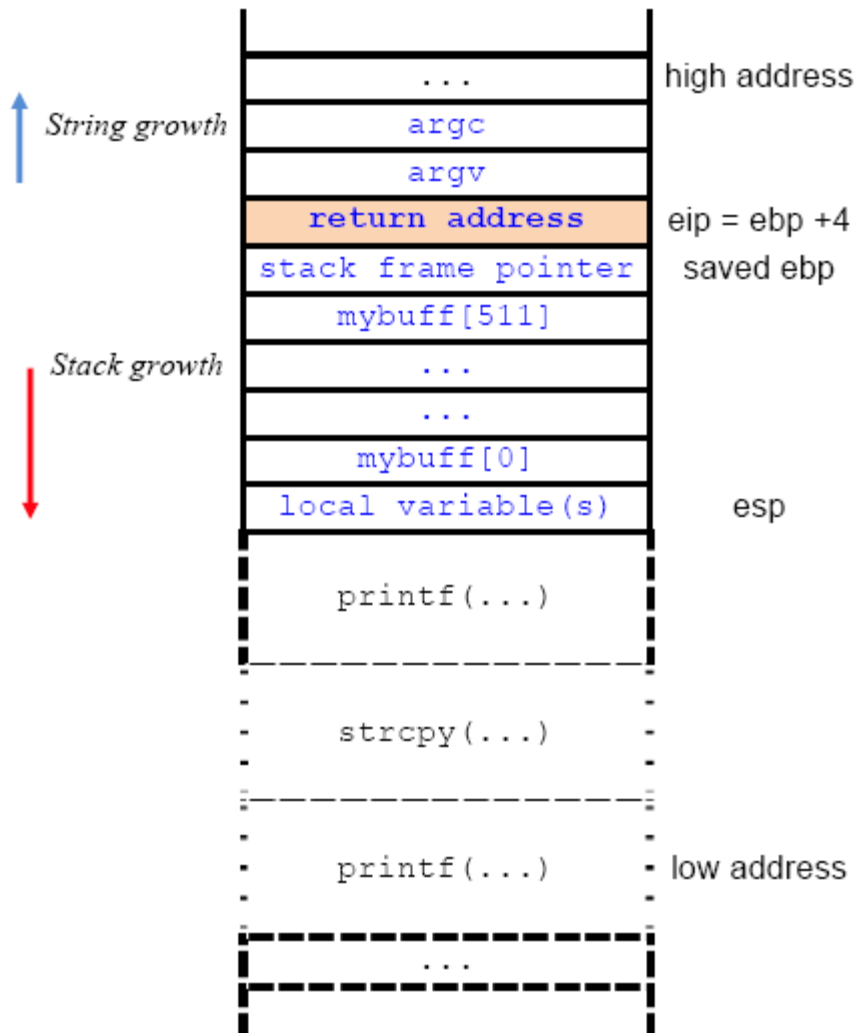 ... high address
String growth argc
argv
return address eip = ebp +4
stack frame pointer saved ebp
mybuff[511]
Stack growth ...
...
mybuff[0]
local variable(s) esp
printf(...)
strcpy(...)
printf(...) low address
...